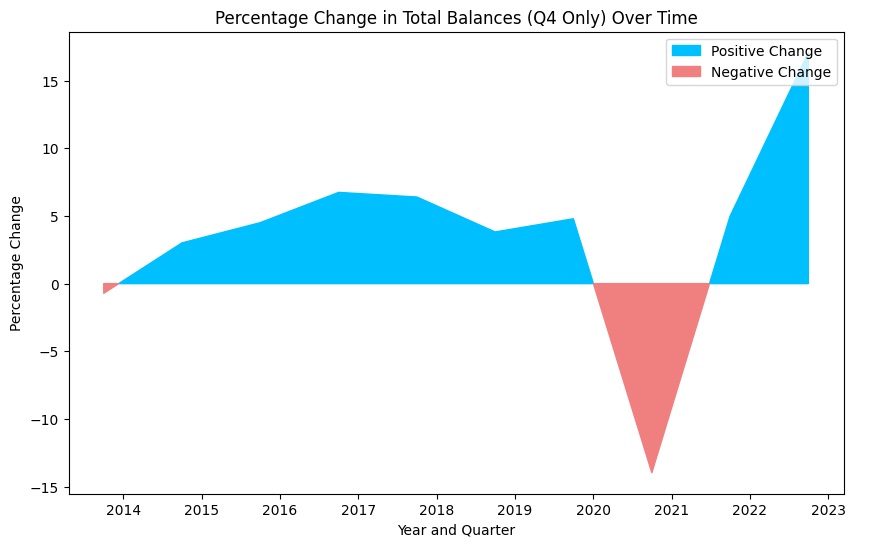 Percentage Change in Total Balances (Q4 Only) Over Time
Positive Change
Negative Change
Percentage Change
15
10
5
0
−5
−10
−15
2014 2015 2016 2017 2018 2019 2020 2021 2022 2023
Year and Quarter